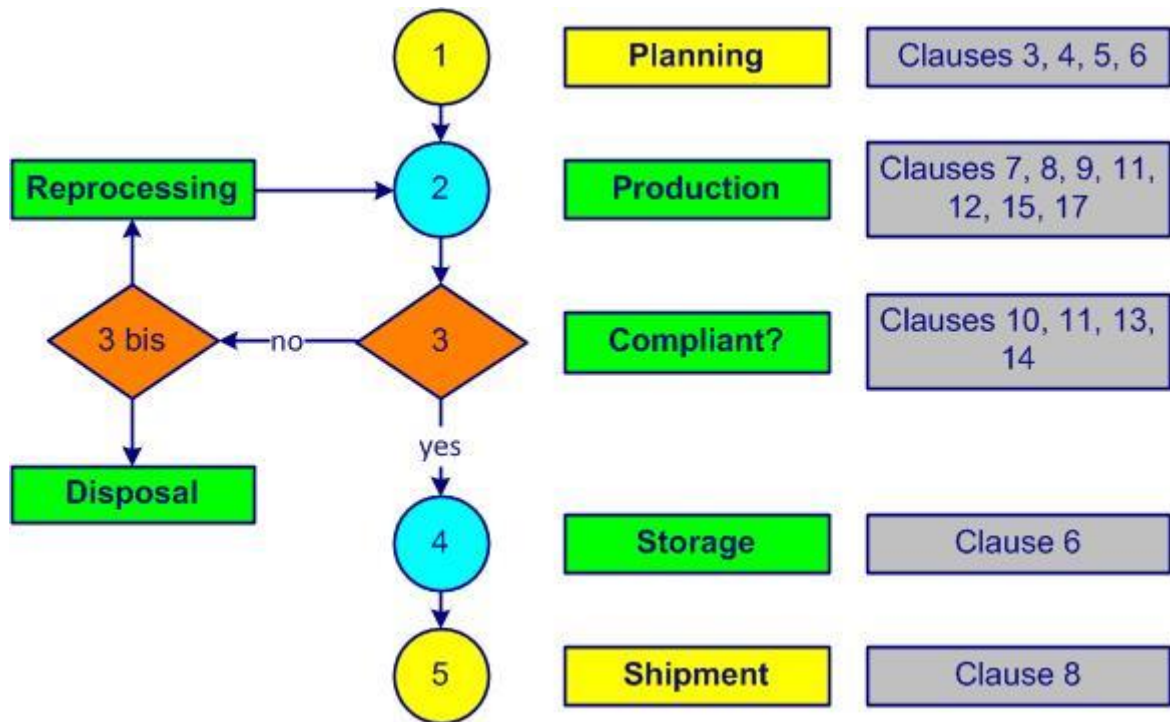 1
Planning
Clauses 3, 4, 5, 6
Reprocessing
2
Production
Clauses 7, 8, 9, 11,
12, 15, 17
3 bis
no
3
Compliant?
Clauses 10, 11, 13,
14
yes
Disposal
4
Storage
Clause 6
5
Shipment
Clause 8